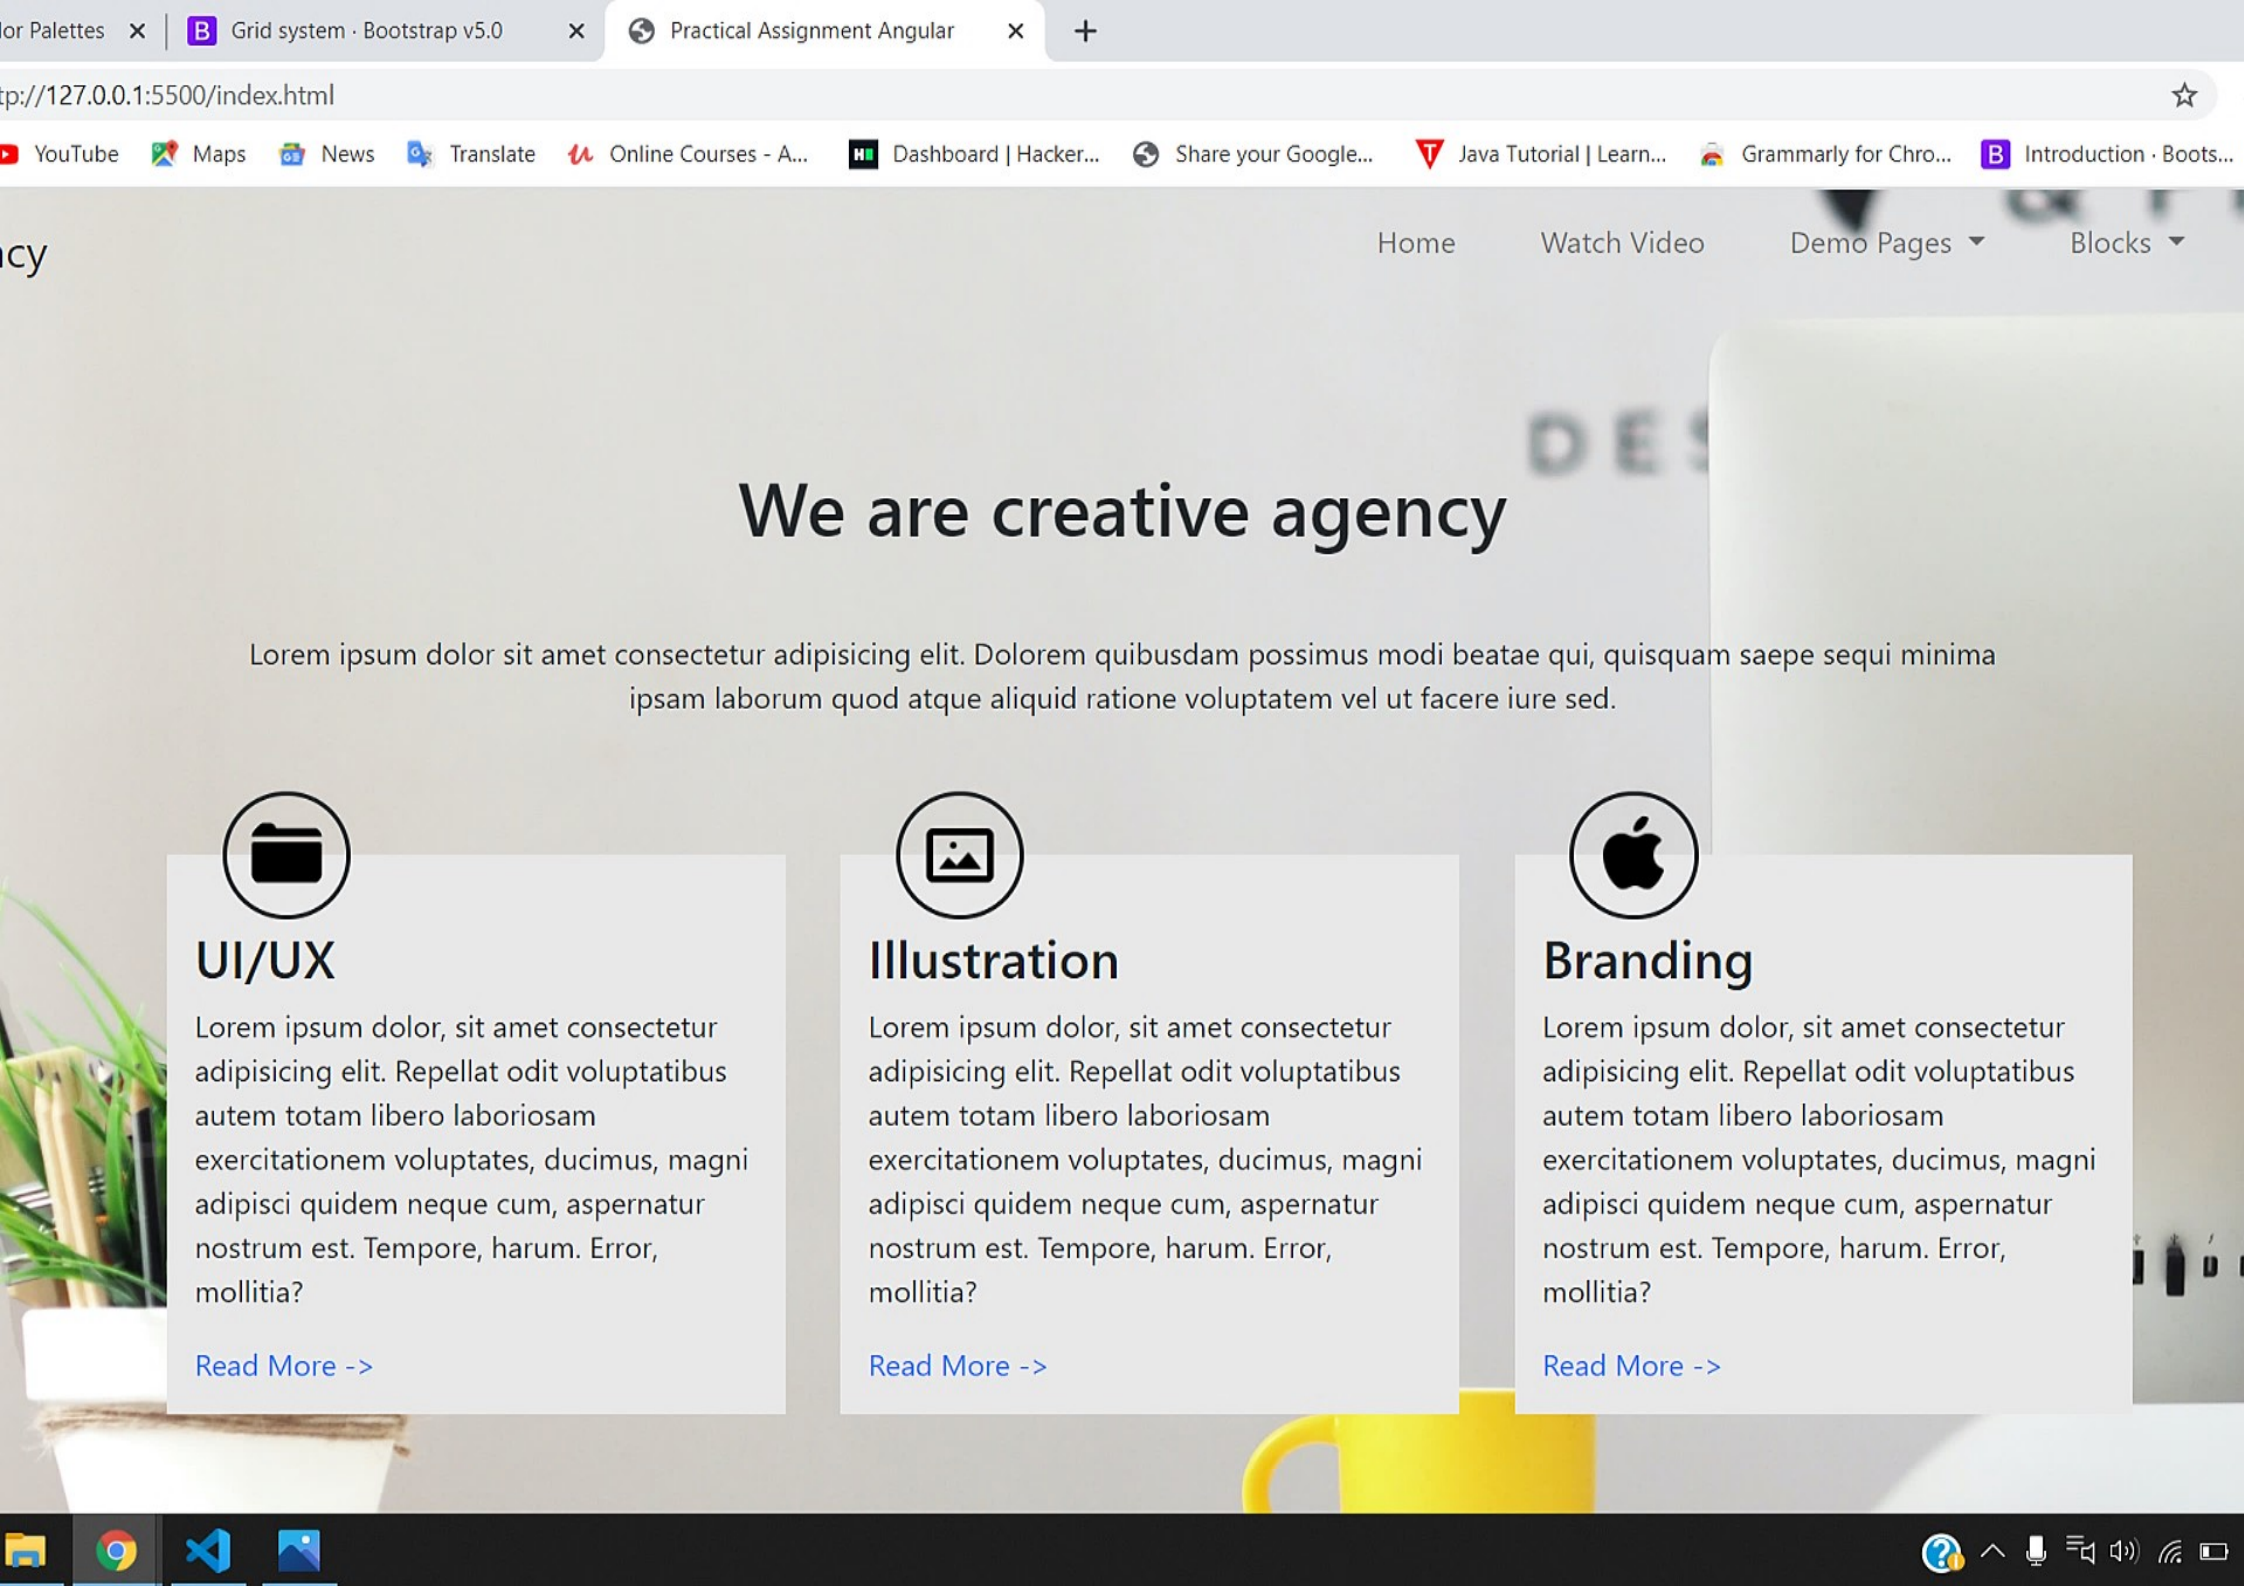 lor Palettes
Grid system · Bootstrap v5.0
Practical Assignment Angular
tp://127.0.0.1:5500/index.html
YouTube
Maps
News
Translate
Online Courses - A...
Dashboard | Hacker...
Share your Google...
Java Tutorial | Learn...
Grammarly for Chro...
Introduction · Boots...
ncy
Home
Watch Video
Demo Pages
Blocks
DES
We are creative agency
Lorem ipsum dolor sit amet consectetur adipisicing elit. Dolorem quibusdam possimus modi beatae qui, quisquam saepe sequi minima
ipsam laborum quod atque aliquid ratione voluptatem vel ut facere iure sed.
UI/UX
Lorem ipsum dolor, sit amet consectetur
adipisicing elit. Repellat odit voluptatibus
autem totam libero laboriosam
exercitationem voluptates, ducimus, magni
adipisci quidem neque cum, aspernatur
nostrum est. Tempore, harum. Error,
mollitia?
Read More ->
Illustration
Lorem ipsum dolor, sit amet consectetur
adipisicing elit. Repellat odit voluptatibus
autem totam libero laboriosam
exercitationem voluptates, ducimus, magni
adipisci quidem neque cum, aspernatur
nostrum est. Tempore, harum. Error,
mollitia?
Read More ->
Branding
Lorem ipsum dolor, sit amet consectetur
adipisicing elit. Repellat odit voluptatibus
autem totam libero laboriosam
exercitationem voluptates, ducimus, magni
adipisci quidem neque cum, aspernatur
nostrum est. Tempore, harum. Error,
mollitia?
Read More ->